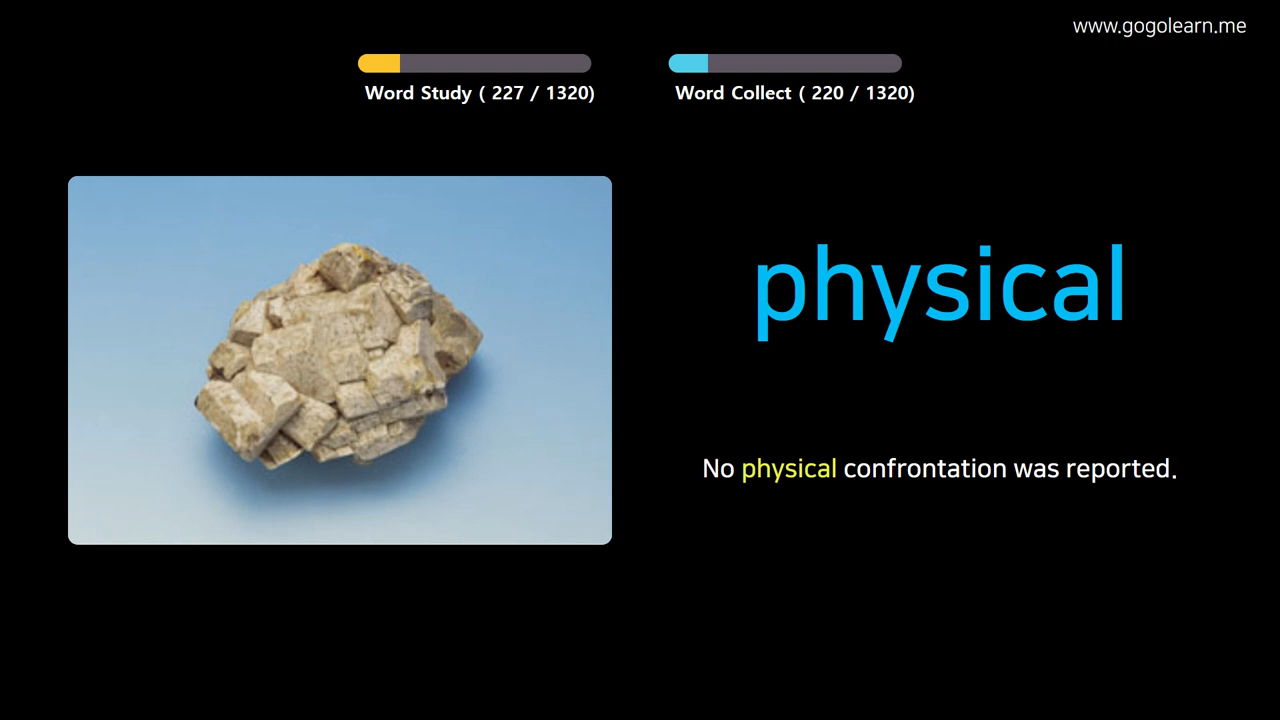 www.gogolearn.me
Word Study ( 227 / 1320)
Word Collect ( 220 / 1320)
physical
No physical confrontation was reported.